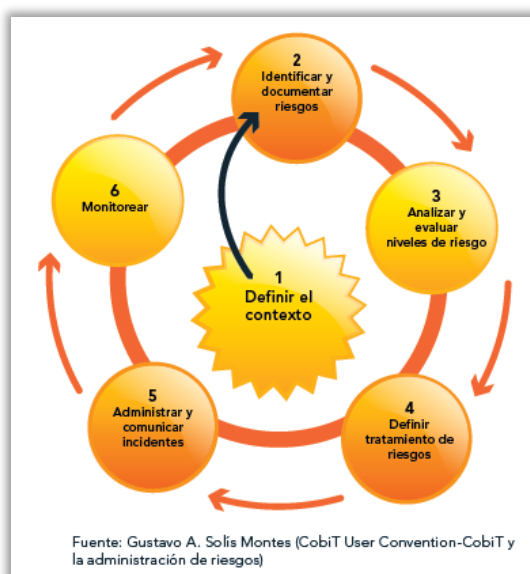 1
Definir el
contexto
2
Identificar y
documentar
riesgos
3
Analizar y
evaluar
niveles de riesgo
4
Definir
tratamiento de
riesgos
5
Administrar y
comunicar
incidentes
6
Monitorear
Fuente: Gustavo A. Solís Montes (CobiT User Convention-CobiT y
la administración de riesgos)